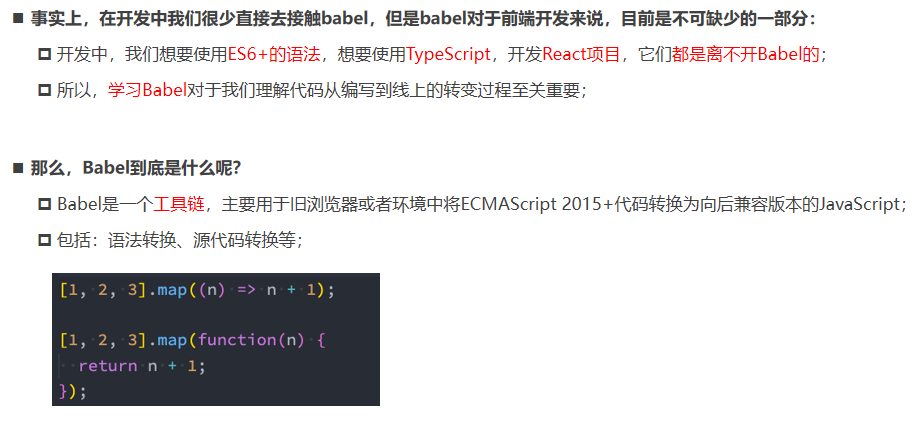 事实上，在开发中我们很少直接去接触babel，但是babel对于前端开发来说，目前是不可缺少的一部分：
开发中，我们想要使用ES6+的语法，想要使用TypeScript，开发React项目，它们都是离不开Babel的；
所以，学习Babel对于我们理解代码从编写到线上的转变过程至关重要；
那么，Babel到底是什么呢？
Babel是一个工具链，主要用于旧浏览器或者环境中将ECMAScript 2015+代码转换为向后兼容版本的JavaScript；
包括：语法转换、源代码转换等；
[1, 2, 3].map((n) => n + 1);
[1, 2, 3].map(function(n) {
  return n + 1;
});